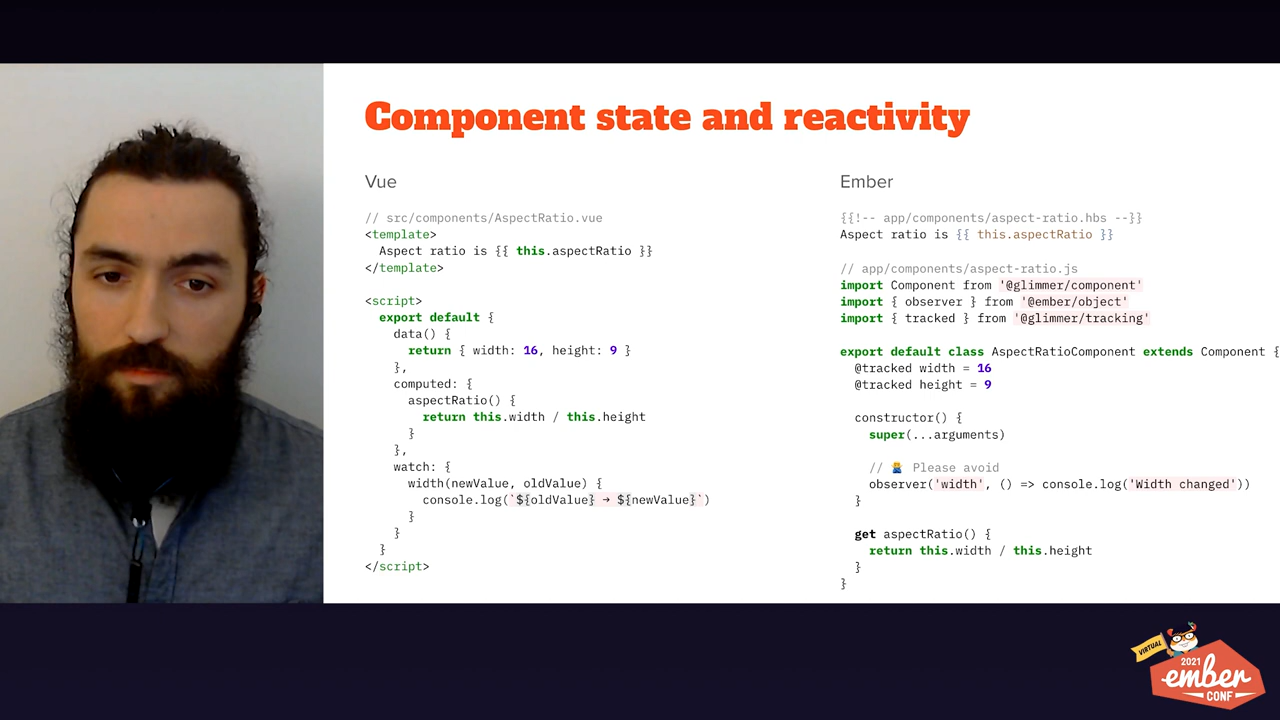 Component state and reactivity
Vue
// src/components/AspectRatio.vue
<template>
  Aspect ratio is {{ this.aspectRatio }}
</template>
<script>
  export default {
    data() {
      return { width: 16, height: 9 }
    },
    computed: {
      aspectRatio() {
        return this.width / this.height
      }
    },
    watch: {
      width(newValue, oldValue) {
        console.log(`${oldValue} → ${newValue}`)
      }
    }
  }
</script>
Ember
{{!-- app/components/aspect-ratio.hbs --}}
Aspect ratio is {{ this.aspectRatio }}
// app/components/aspect-ratio.js
import Component from '@glimmer/component'
import { observer } from '@ember/object'
import { tracked } from '@glimmer/tracking'
export default class AspectRatioComponent extends Component {
  @tracked width = 16
  @tracked height = 9
  constructor() {
    super(...arguments)
    // 🙅 Please avoid
    observer('width', () => console.log('Width changed'))
  }
  get aspectRatio() {
    return this.width / this.height
  }
}
VIRTUAL
2021
ember
CONF